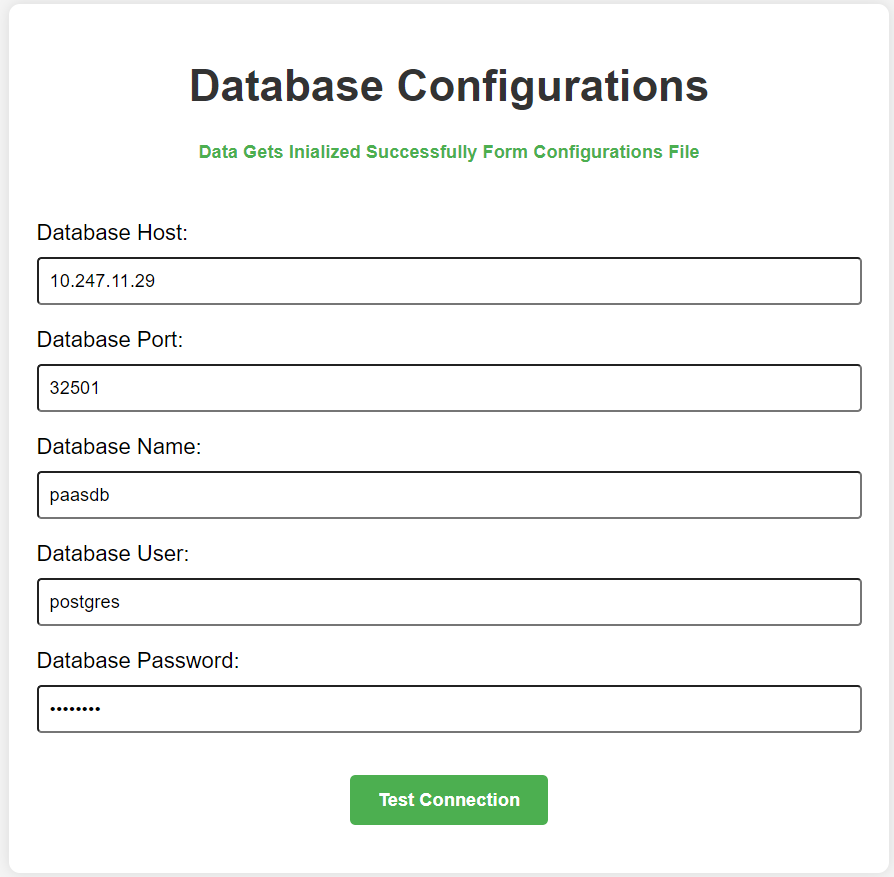 Database Configurations
Data Gets Inialized Successfully Form Configurations File
Database Host:
10.247.11.29
Database Port:
32501
Database Name:
paasdb
Database User:
postgres
Database Password:
••••••••
Test Connection